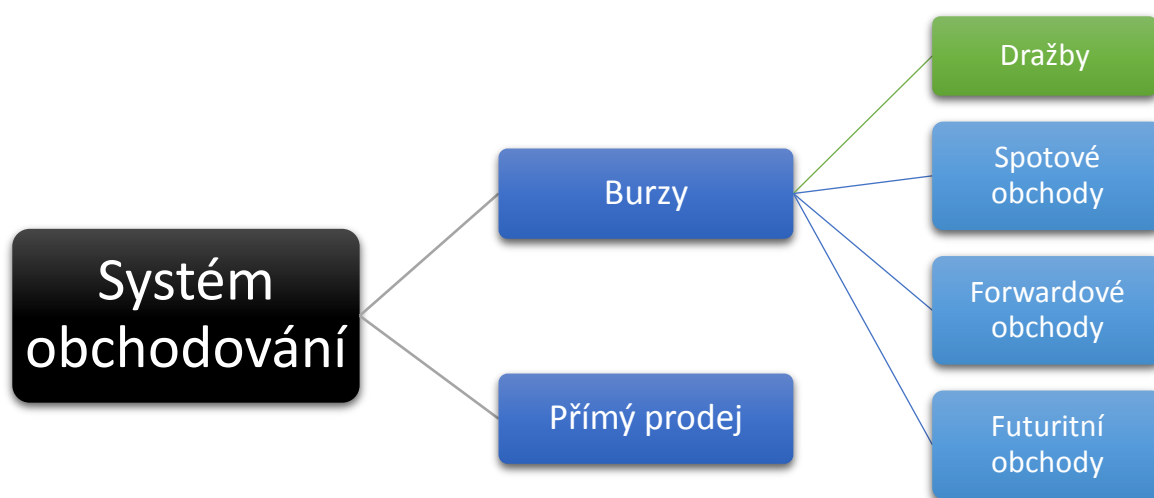 Systém
obchodování
Burzy
Přímý prodej
Dražby
Spotové
obchody
Forwardové
obchody
Futuritní
obchody